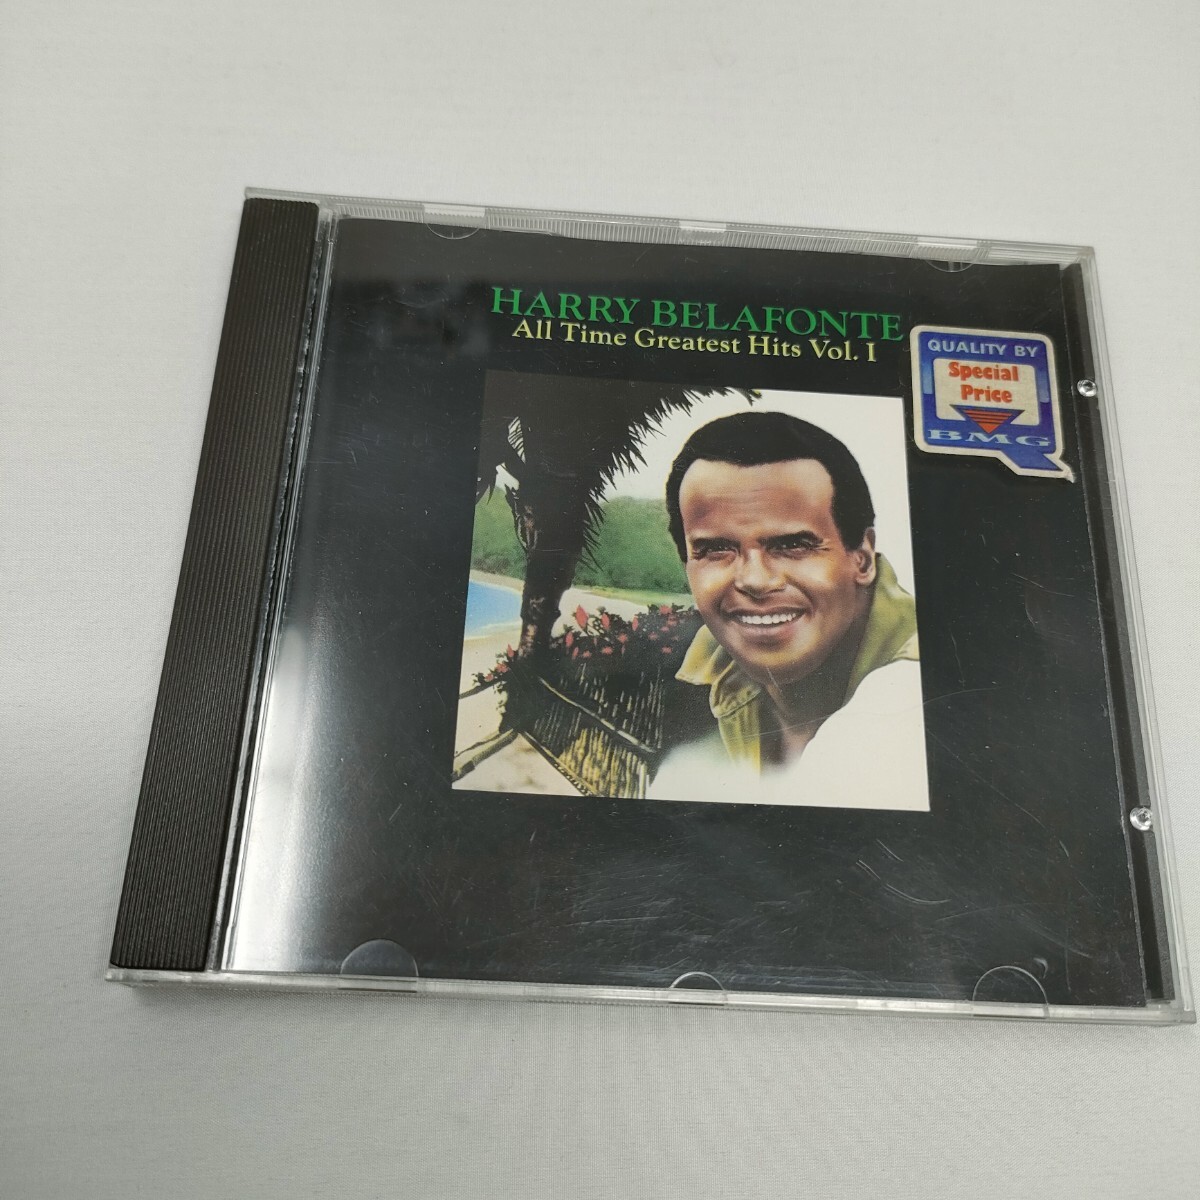 HARRY BELAFONTE
All Time Greatest Hits Vol. I
QUALITY BY
Special
Price
BMG